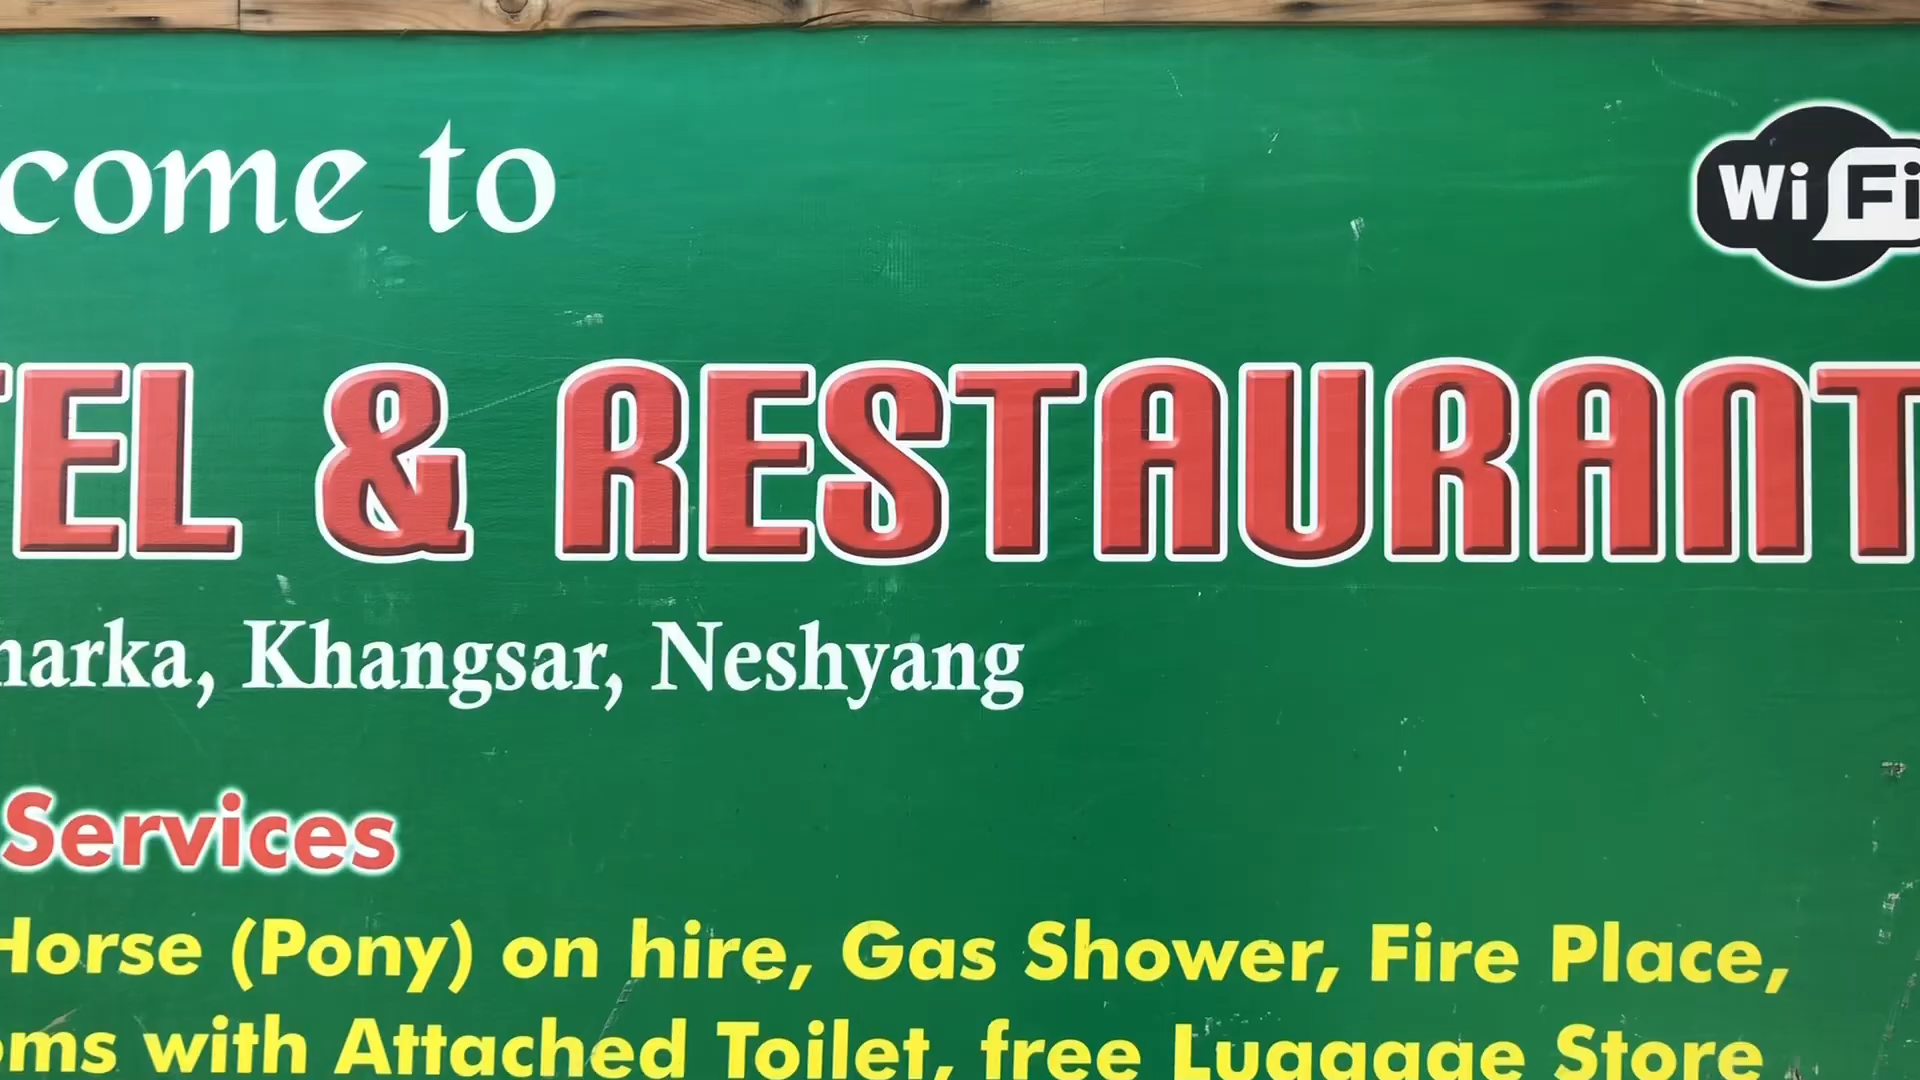 come to
WiFi
TEL & RESTAURANT
harka, Khangsar, Neshyang
Services
Horse (Pony) on hire, Gas Shower, Fire Place,
oms with Attached Toilet, free Luggage Store